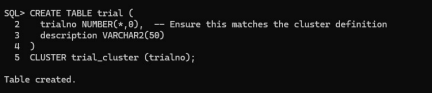 SQL> CREATE TABLE trial (
  2    trialno NUMBER(*,0),  -- Ensure this matches the cluster definition
  3    description VARCHAR2(50)
  4  )
  5  CLUSTER trial_cluster (trialno);
Table created.